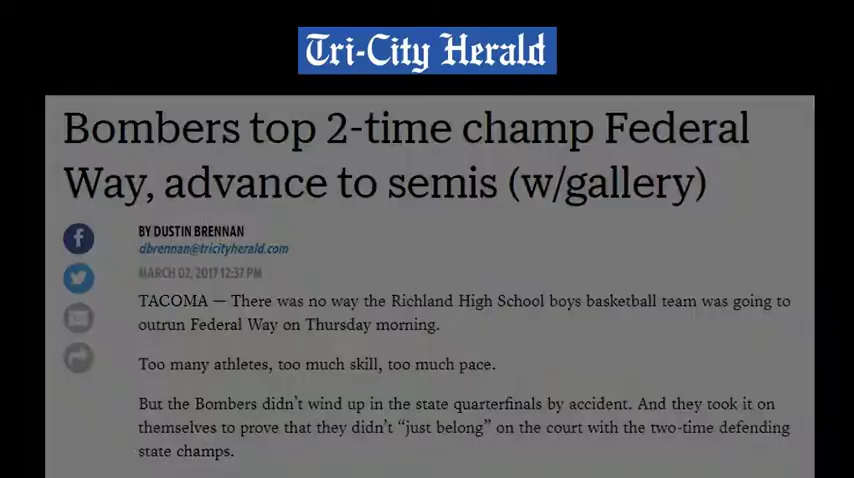 Tri-City Herald
Bombers top 2-time champ Federal
Way, advance to semis (w/gallery)
BY DUSTIN BRENNAN
dbrennan@tricityherald.com
MARCH 02, 2017 12:37 PM
TACOMA — There was no way the Richland High School boys basketball team was going to
outrun Federal Way on Thursday morning.
Too many athletes, too much skill, too much pace.
But the Bombers didn't wind up in the state quarterfinals by accident. And they took it on
themselves to prove that they didn't “just belong” on the court with the two-time defending
state champs.